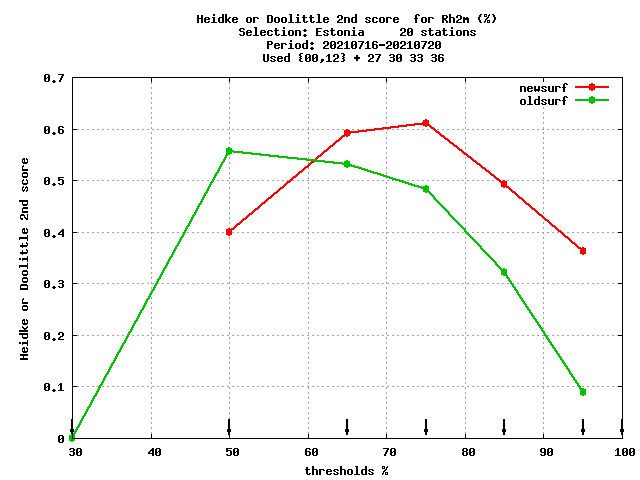 Heidke or Doolittle 2nd score  for Rh2m (%)
Selection: Estonia     20 stations
Period: 20210716-20210720
Used {00,12} + 27 30 33 36
newsurf
oldsurf
Heidke or Doolittle 2nd score
0.7
0.6
0.5
0.4
0.3
0.2
0.1
0
30 40 50 60 70 80 90 100
thresholds %